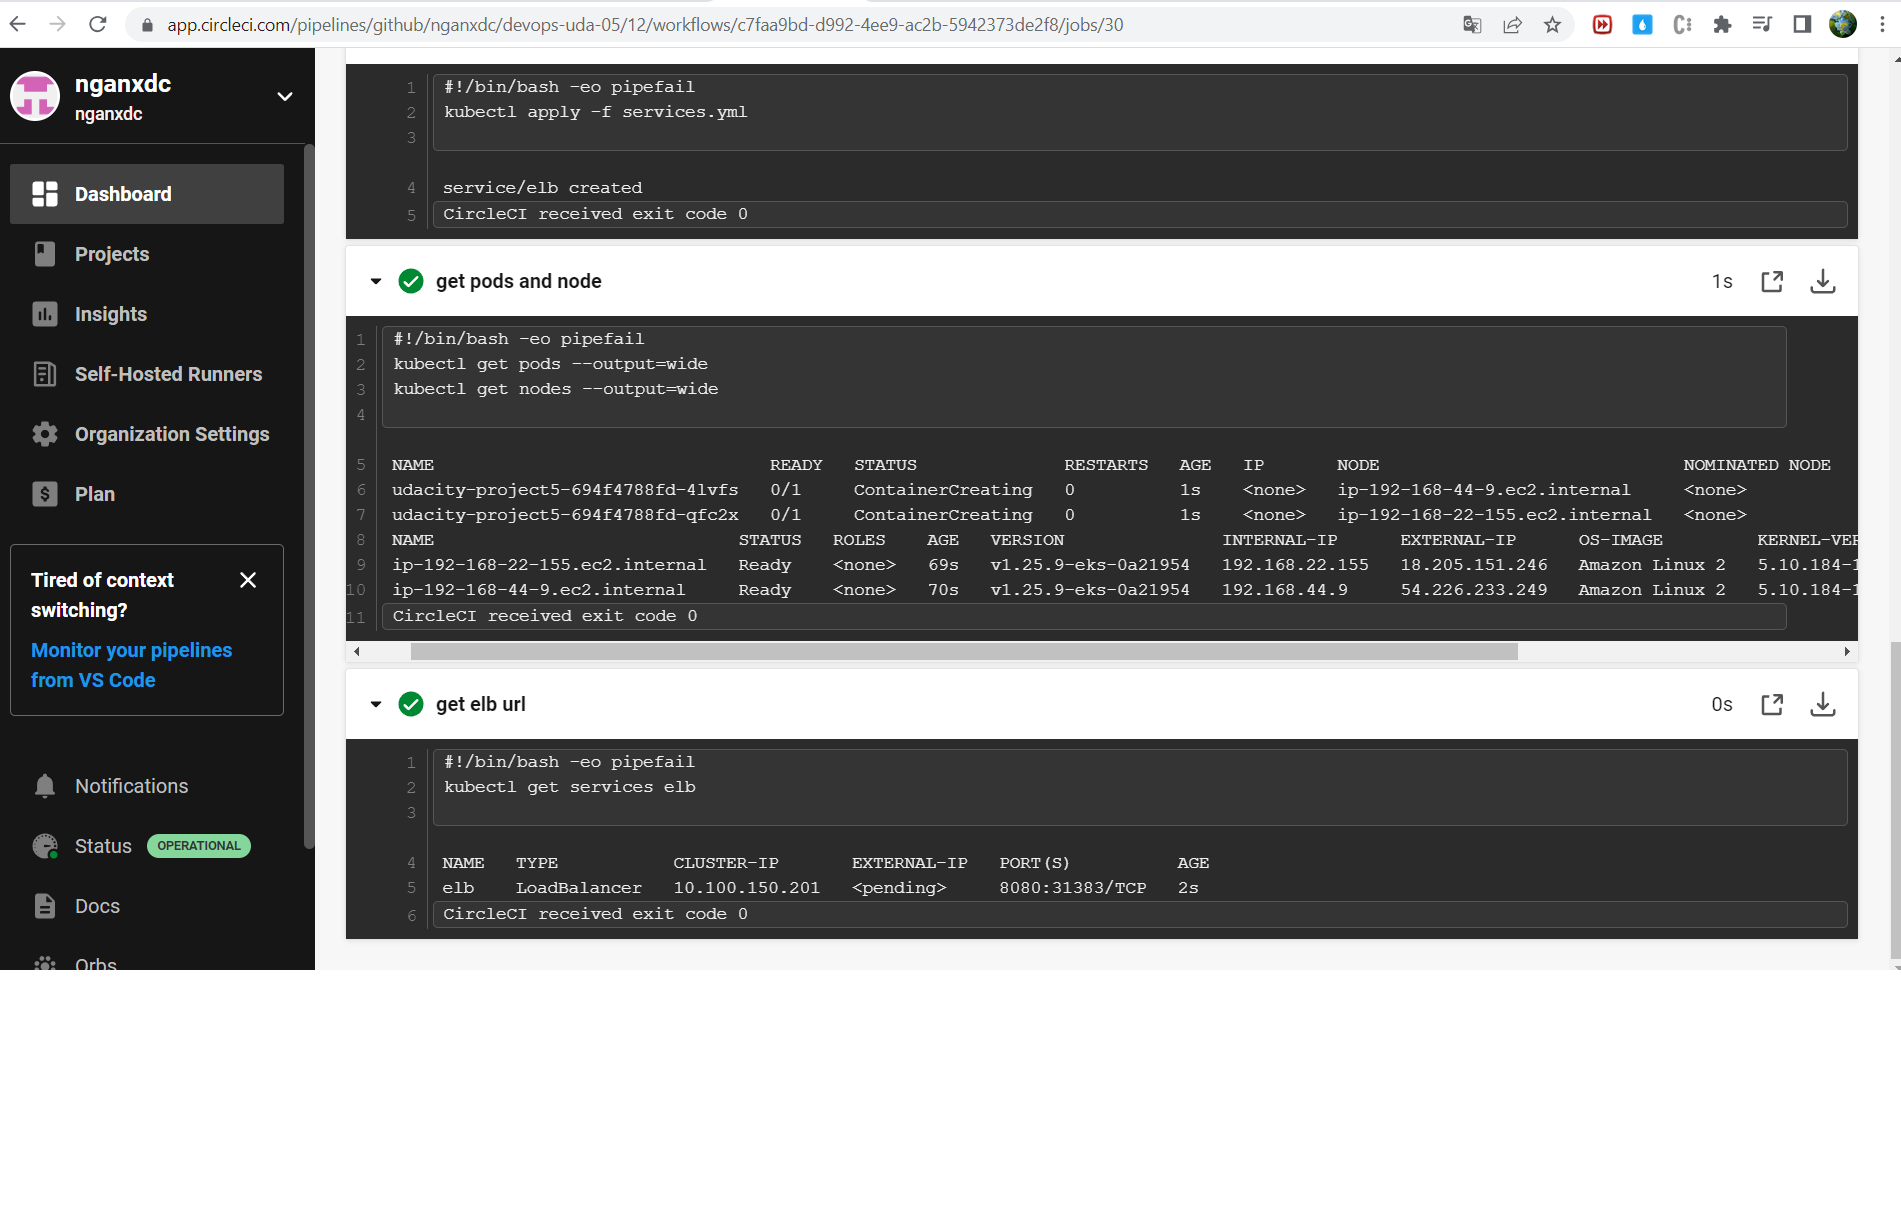 app.circleci.com/pipelines/github/nganxdc/devops-uda-05/12/workflows/c7faa9bd-d992-4ee9-ac2b-5942373de2f8/jobs/30
nganxdc
nganxdc
Dashboard
Projects
Insights
Self-Hosted Runners
Organization Settings
Plan
Tired of context
switching?
Monitor your pipelines
from VS Code
Notifications
Status OPERATIONAL
Docs
Orbs
1 #!/bin/bash -eo pipefail
2 kubectl apply -f services.yml
3
4 service/elb created
5 CircleCI received exit code 0
get pods and node 1s
1 #!/bin/bash -eo pipefail
2 kubectl get pods --output=wide
3 kubectl get nodes --output=wide
4
5 NAME READY STATUS RESTARTS AGE IP NODE NOMINATED NODE
6 udacity-project5-694f4788fd-4lvfs 0/1 ContainerCreating 0 1s <none> ip-192-168-44-9.ec2.internal <none>
7 udacity-project5-694f4788fd-qfc2x 0/1 ContainerCreating 0 1s <none> ip-192-168-22-155.ec2.internal <none>
8 NAME STATUS ROLES AGE VERSION INTERNAL-IP EXTERNAL-IP OS-IMAGE KERNEL-VER
9 ip-192-168-22-155.ec2.internal Ready <none> 69s v1.25.9-eks-0a21954 192.168.22.155 18.205.151.246 Amazon Linux 2 5.10.184-1
10 ip-192-168-44-9.ec2.internal Ready <none> 70s v1.25.9-eks-0a21954 192.168.44.9 54.226.233.249 Amazon Linux 2 5.10.184-1
11 CircleCI received exit code 0
get elb url 0s
1 #!/bin/bash -eo pipefail
2 kubectl get services elb
3
4 NAME TYPE CLUSTER-IP EXTERNAL-IP PORT(S) AGE
5 elb LoadBalancer 10.100.150.201 <pending> 8080:31383/TCP 2s
6 CircleCI received exit code 0